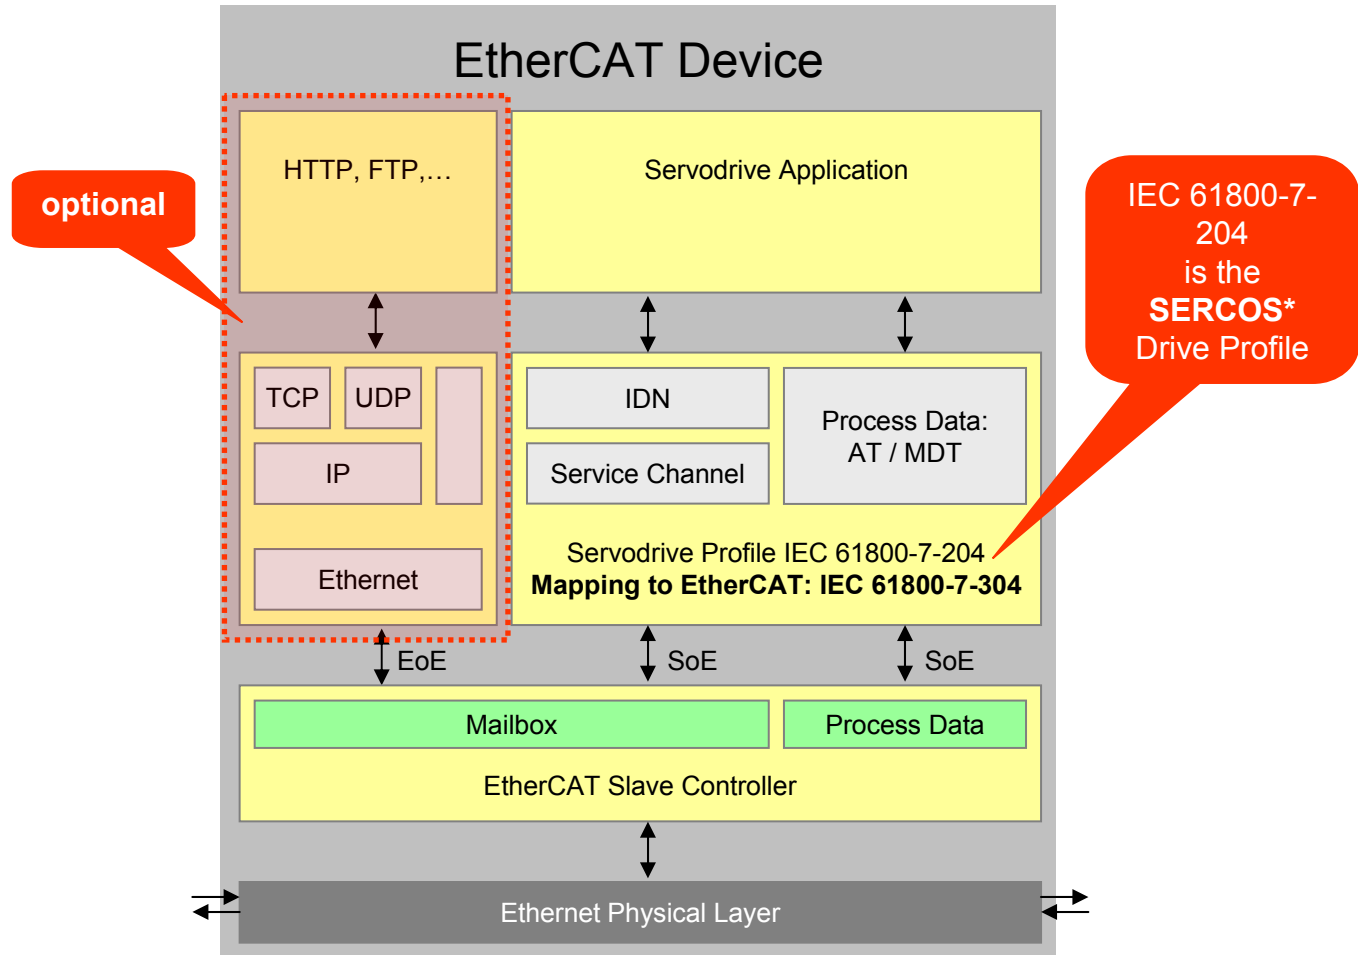 EtherCAT Device
HTTP, FTP,…
Servodrive Application
optional
IEC 61800-7-
204
is the
SERCOS*
Drive Profile
TCP
UDP
IP
Ethernet
IDN
Service Channel
Process Data:
AT / MDT
Servodrive Profile IEC 61800-7-204
Mapping to EtherCAT: IEC 61800-7-304
EoE
SoE
SoE
Mailbox
Process Data
EtherCAT Slave Controller
Ethernet Physical Layer